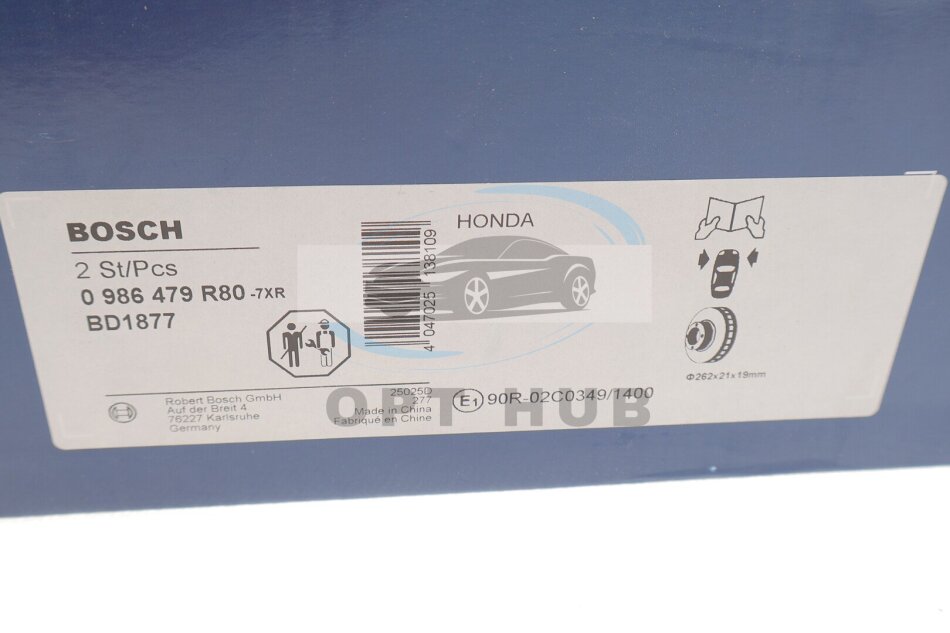 BOSCH
2 St/Pcs
0 986 479 R80 -7XR
BD1877
4 047025 138109
HONDA
Φ262x21x19mm
Robert Bosch GmbH
Auf der Breit 4
76227 Karlsruhe
Germany
25025D
277
Made in China
Fabriqué en Chine
E1 90R-02C0349/1400
OPT HUB